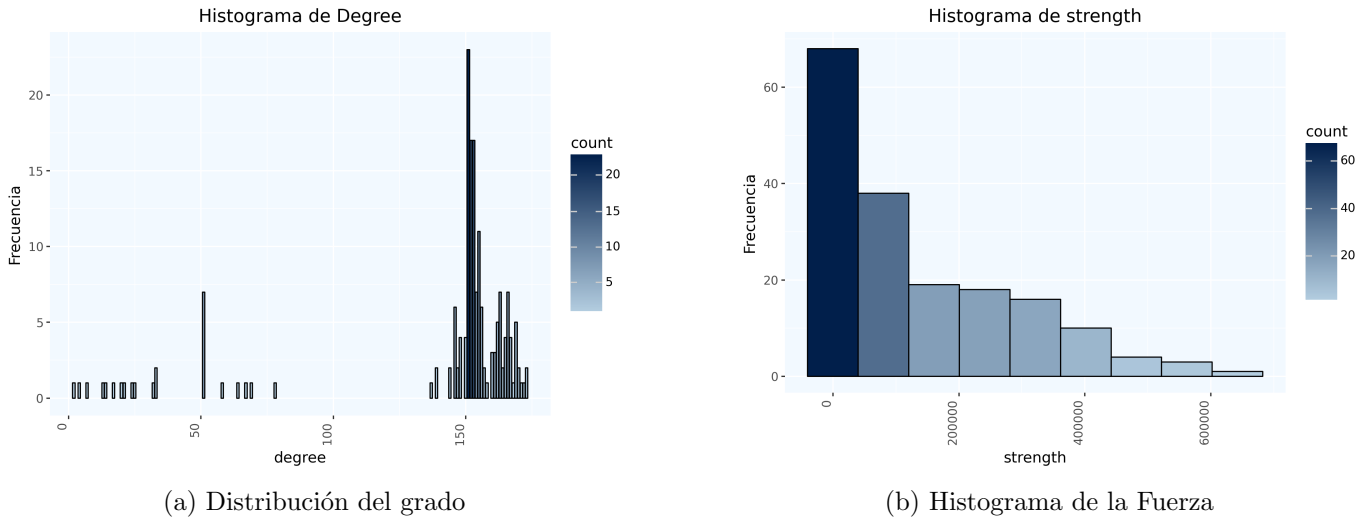 Histograma de Degree
Frecuencia
20
15
10
5
0
0
50
100
150
degree
count
20
15
10
5
(a) Distribución del grado
Histograma de strength
Frecuencia
60
40
20
0
0
200000
400000
600000
strength
count
60
40
20
(b) Histograma de la Fuerza